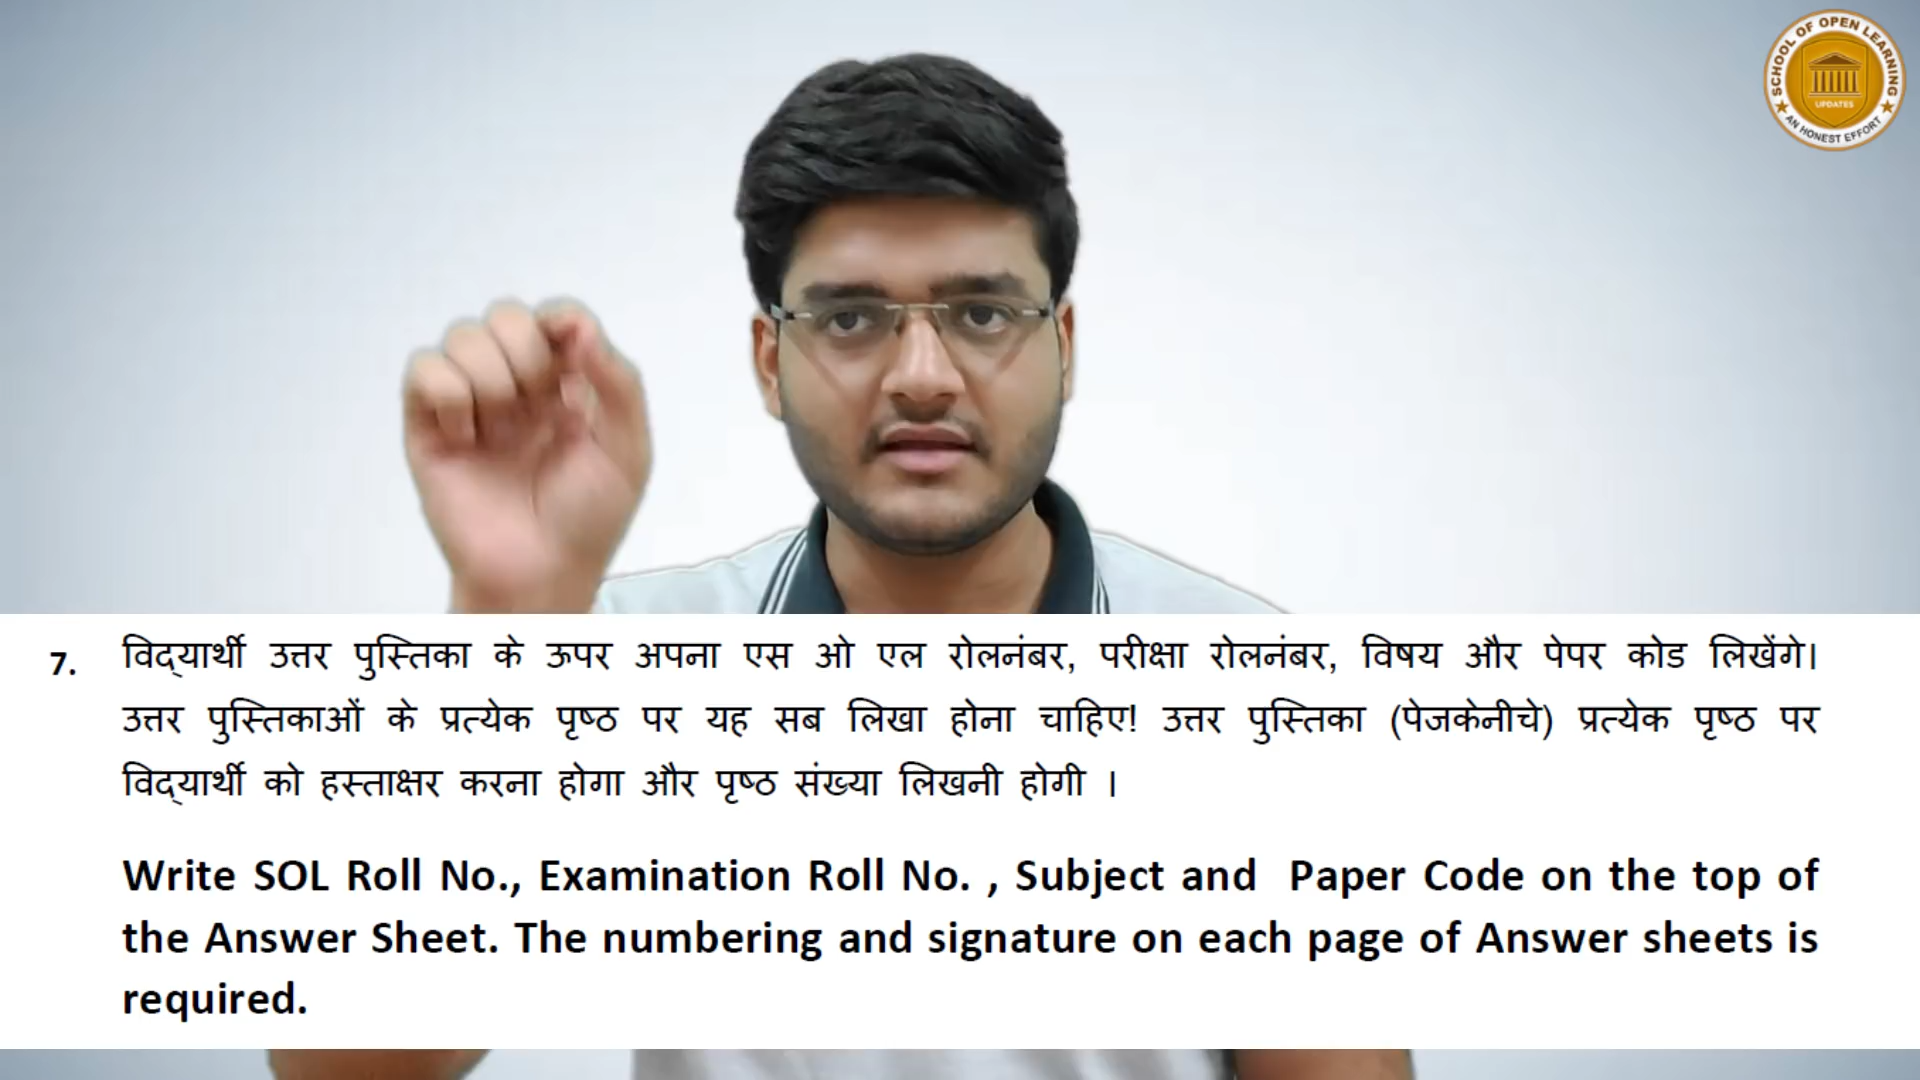 SCHOOL OF OPEN LEARNING
UPDATES
AN HONEST EFFORT
7. विद्यार्थी उत्तर पुस्तिका के ऊपर अपना एस ओ एल रोलनंबर, परीक्षा रोलनंबर, विषय और पेपर कोड लिखेंगे।
उत्तर पुस्तिकाओं के प्रत्येक पृष्ठ पर यह सब लिखा होना चाहिए! उत्तर पुस्तिका (पेजकेनीचे) प्रत्येक पृष्ठ पर
विद्यार्थी को हस्ताक्षर करना होगा और पृष्ठ संख्या लिखनी होगी ।
Write SOL Roll No., Examination Roll No. , Subject and Paper Code on the top of
the Answer Sheet. The numbering and signature on each page of Answer sheets is
required.